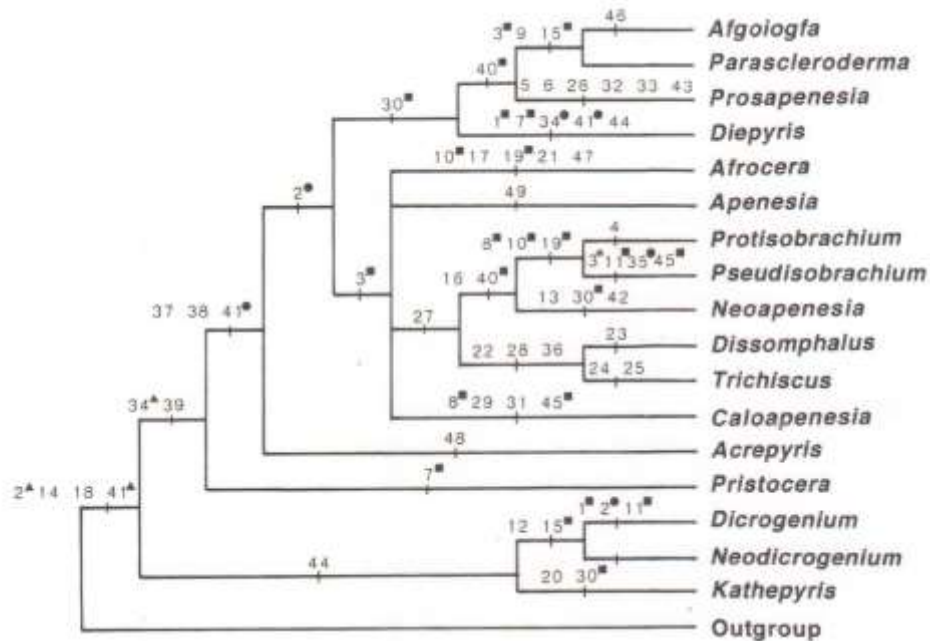 46
Afgoiogfa
3■ 9 15■
Parascleroderma
40■
5 6 26 32 33 43
Prosapenesia
30■
1■ 7■ 34● 41● 44
Diepyris
10■ 17 19■ 21 47
Afrocera
2●
49
Apenesia
4
Protisobrachium
8■ 10■ 19■
3▲ 11■ 35● 45■
Pseudisobrachium
3■
16 40■
13 30■ 42
Neoapenesia
37 38 41●
27
23
Dissomphalus
22 28 36
24 25
Trichiscus
8■ 29 31 45■
Caloapenesia
34▲ 39
48
Acrepyris
7■
Pristocera
2▲ 14 18 41▲
1■ 2● 11■
Dicrogenium
12 15■
Neodicrogenium
44
20 30■
Kathepyris
Outgroup